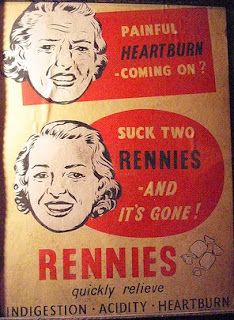 PAINFUL
HEARTBURN
-COMING ON?
SUCK TWO
RENNIES
-AND
IT'S GONE!
RENNIES
quickly relieve
INDIGESTION · ACIDITY · HEARTBURN